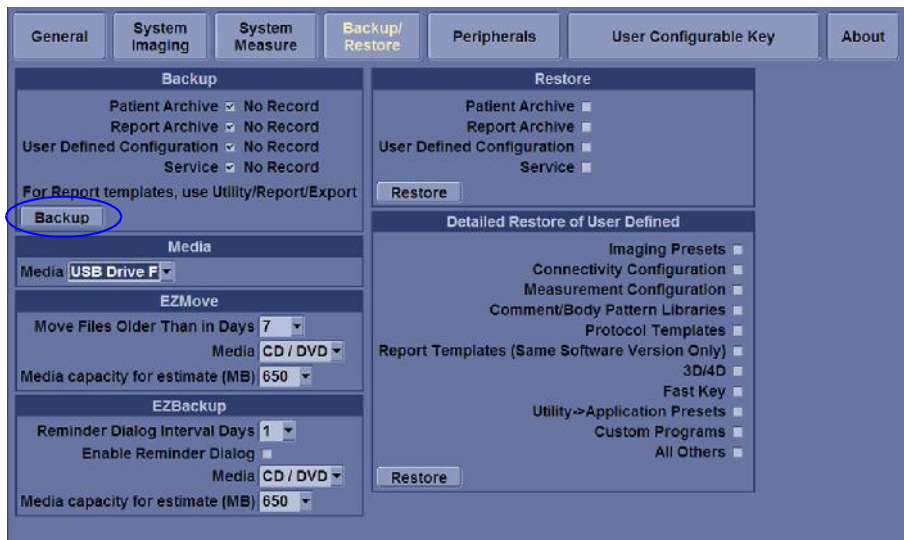 General
System Imaging
System Measure
Backup/ Restore
Peripherals
User Configurable Key
About
Backup
Patient Archive No Record
Report Archive No Record
User Defined Configuration No Record
Service No Record
For Report templates, use Utility/Report/Export
Backup
Media
Media USB Drive F
EZMove
Move Files Older Than in Days 7
Media CD / DVD
Media capacity for estimate (MB) 650
EZBackup
Reminder Dialog Interval Days 1
Enable Reminder Dialog
Media CD / DVD
Media capacity for estimate (MB) 650
Restore
Patient Archive
Report Archive
User Defined Configuration
Service
Restore
Detailed Restore of User Defined
Imaging Presets
Connectivity Configuration
Measurement Configuration
Comment/Body Pattern Libraries
Protocol Templates
Report Templates (Same Software Version Only)
3D/4D
Fast Key
Utility->Application Presets
Custom Programs
All Others
Restore